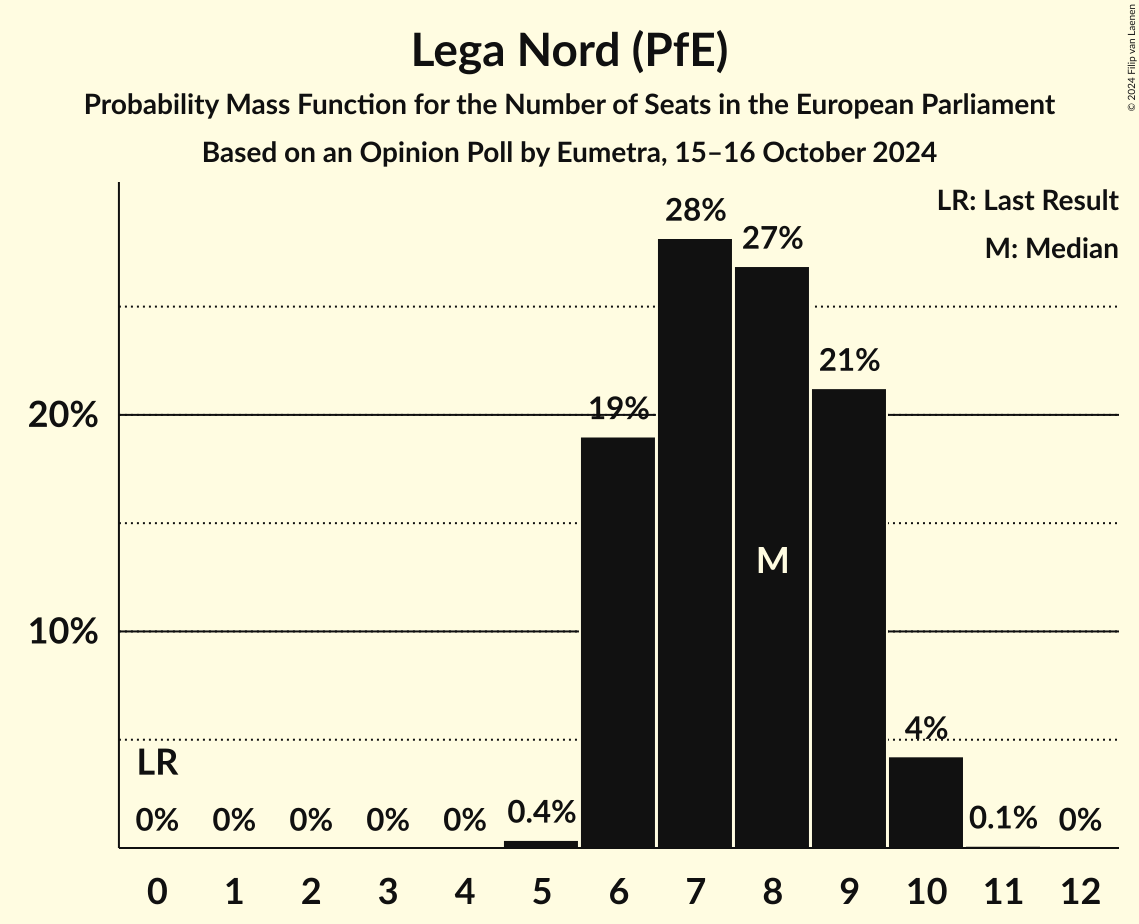 Lega Nord (PfE)
Probability Mass Function for the Number of Seats in the European Parliament
Based on an Opinion Poll by Eumetra, 15–16 October 2024
© 2024 Filip van Laenen
LR: Last Result
M: Median
28%
27%
21%
20%
19%
M
10%
4%
LR
0% 0% 0% 0% 0% 0.4% 0.1% 0%
0 1 2 3 4 5 6 7 8 9 10 11 12